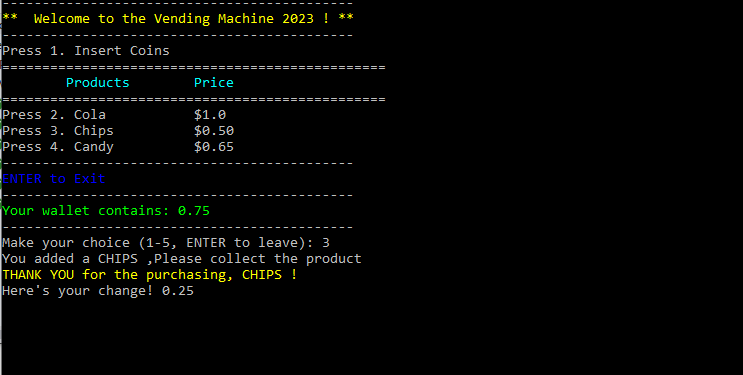 --------------------------------------------
**  Welcome to the Vending Machine 2023 ! **
--------------------------------------------
Press 1. Insert Coins
================================================
Products Price
================================================
Press 2. Cola $1.0
Press 3. Chips $0.50
Press 4. Candy $0.65
--------------------------------------------
ENTER to Exit
--------------------------------------------
Your wallet contains: 0.75
--------------------------------------------
Make your choice (1-5, ENTER to leave): 3
You added a CHIPS ,Please collect the product
THANK YOU for the purchasing, CHIPS !
Here's your change! 0.25